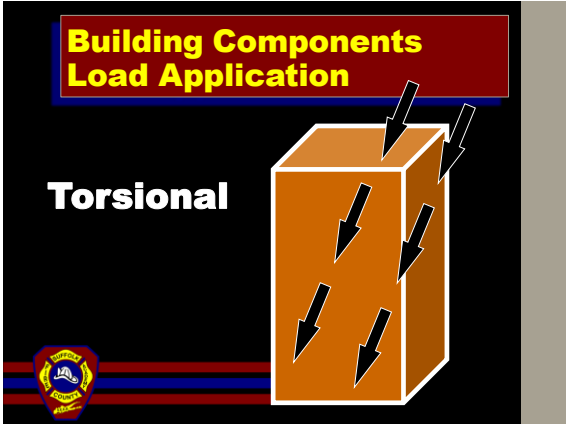 Building Components
Load Application
Torsional
SUFFOLK
COUNTY